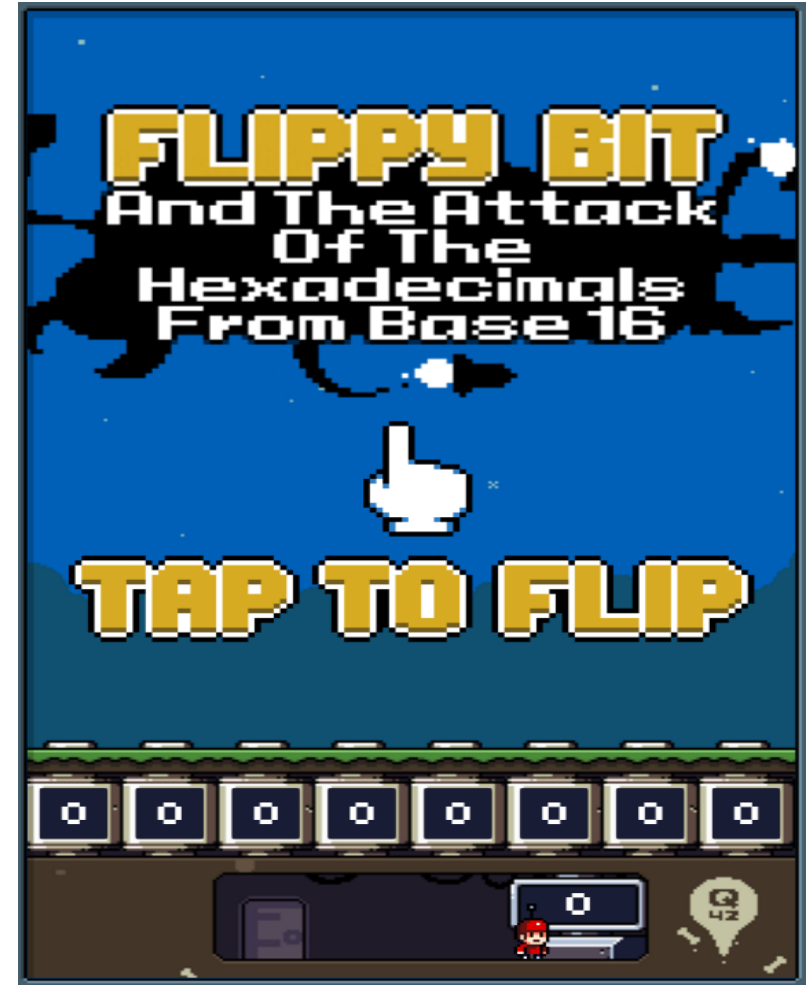 FLIPPY BIT
And The Attack
Of The
Hexadecimals
From Base 16
TAP TO FLIP
0 0 0 0 0 0 0 0
0
Q
42